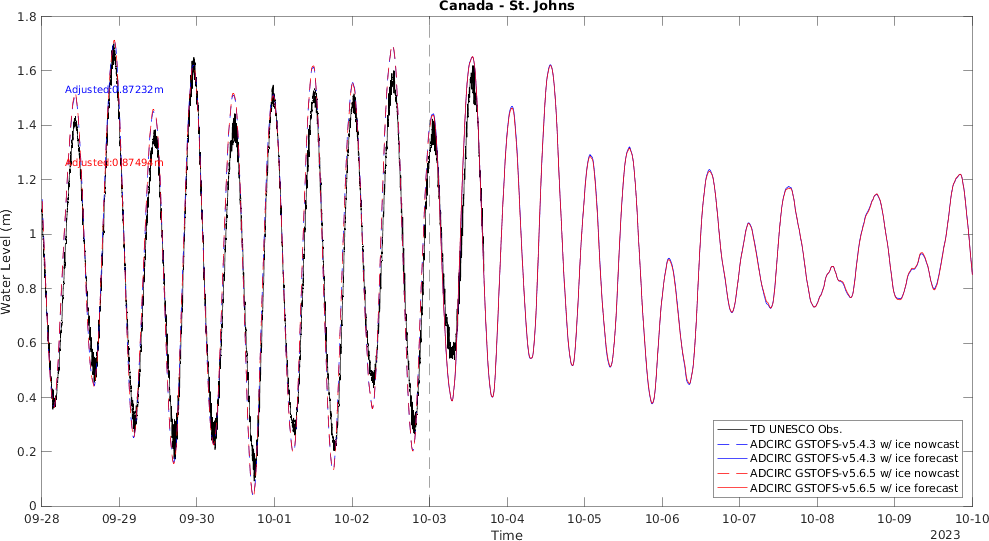 Canada - St. Johns
1.8
1.6
1.4
1.2
1
0.8
0.6
0.4
0.2
0
Water Level (m)
Adjusted:0.87232m
Adjusted:0.8749
TD UNESCO Obs.
ADCIRC GSTOFS-v5.4.3 w/ ice nowcast
ADCIRC GSTOFS-v5.4.3 w/ ice forecast
ADCIRC GSTOFS-v5.6.5 w/ ice nowcast
ADCIRC GSTOFS-v5.6.5 w/ ice forecast
09-28 09-29 09-30 10-01 10-02 10-03 10-04 10-05 10-06 10-07 10-08 10-09 10-10
Time
2023